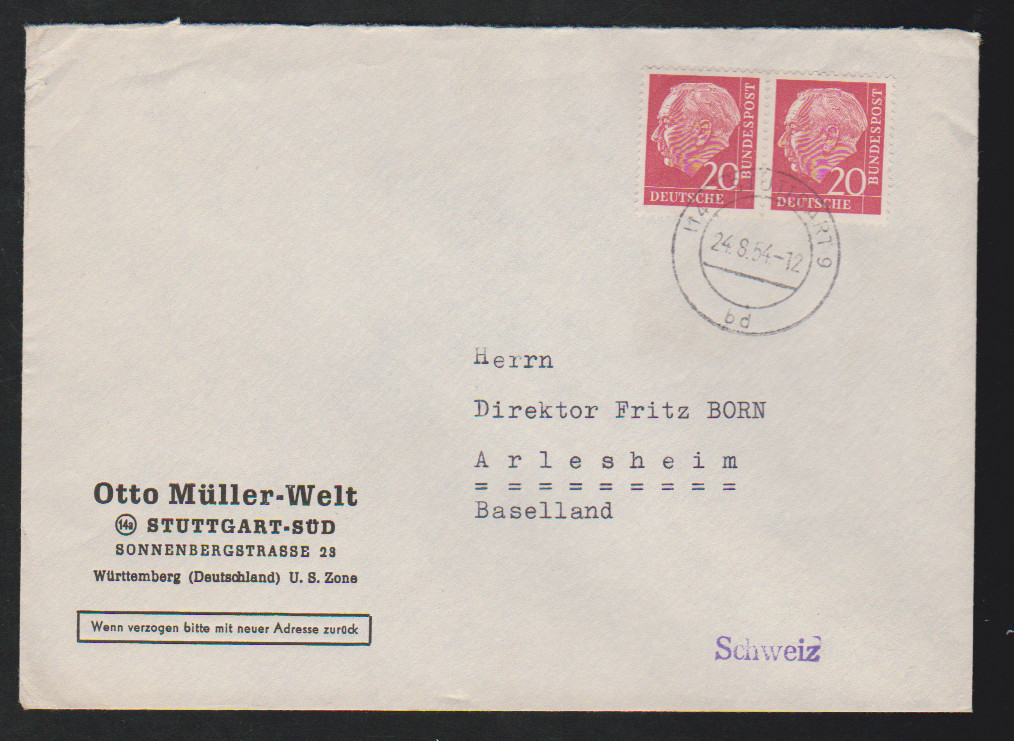 20 BUNDESPOST
DEUTSCHE
20 BUNDESPOST
DEUTSCHE
24.8.54.-12
bd
Herrn
Direktor Fritz BORN
A r l e s h e i m
= = = = = = = = =
Baselland
Otto Müller-Welt
14a STUTTGART-SÜD
SONNENBERGSTRASSE 23
Württemberg (Deutschland) U. S. Zone
Wenn verzogen bitte mit neuer Adresse zurück
Schweiz